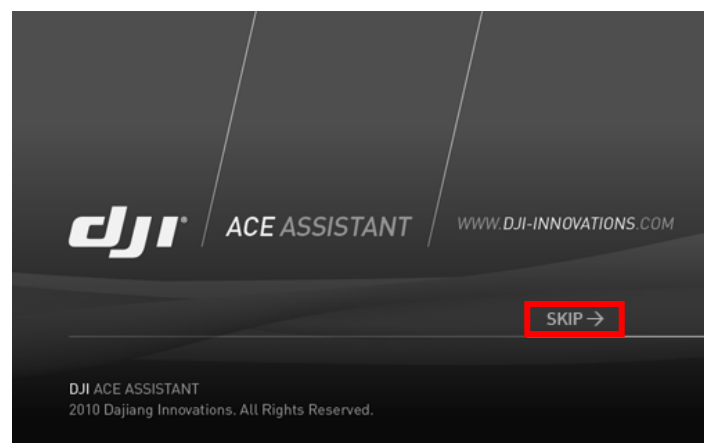 dji ACE ASSISTANT WWW.DJI-INNOVATIONS.COM
SKIP →
DJI ACE ASSISTANT
2010 Dajiang Innovations. All Rights Reserved.